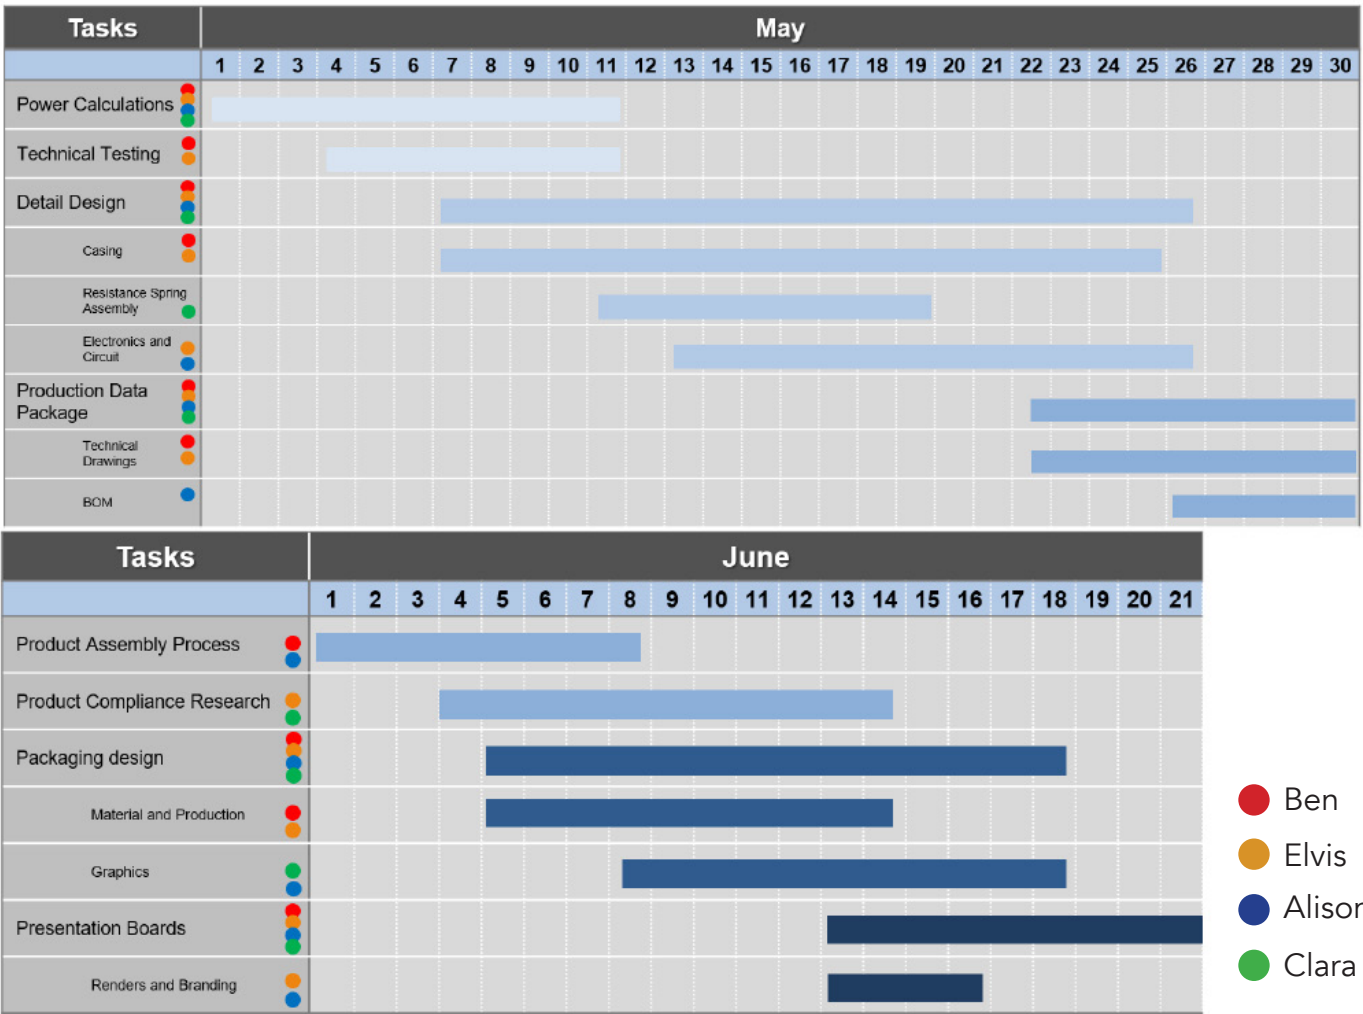 Tasks May
1 2 3 4 5 6 7 8 9 10 11 12 13 14 15 16 17 18 19 20 21 22 23 24 25 26 27 28 29 30
Power Calculations
Technical Testing
Detail Design
Casing
Resistance Spring
Assembly
Electronics and
Circuit
Production Data
Package
Technical
Drawings
BOM
Tasks June
1 2 3 4 5 6 7 8 9 10 11 12 13 14 15 16 17 18 19 20 21
Product Assembly Process
Product Compliance Research
Packaging design
Material and Production
Graphics
Presentation Boards
Renders and Branding
Ben
Elvis
Alison
Clara